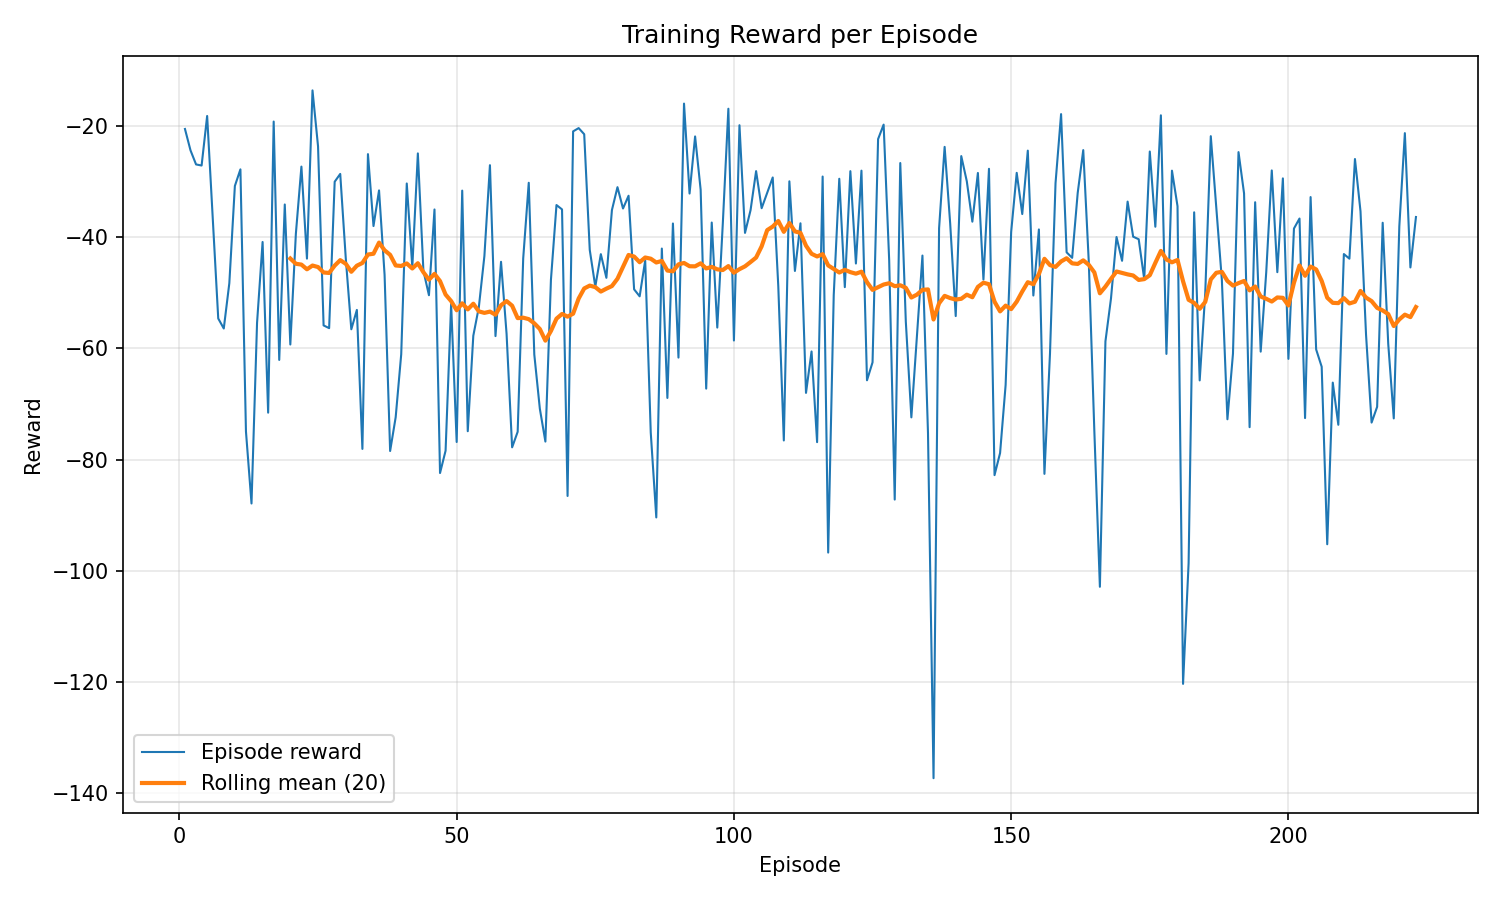 Training Reward per Episode
−20
−40
−60
−80
−100
−120
−140
Reward
Episode reward
Rolling mean (20)
0
50
100
150
200
Episode